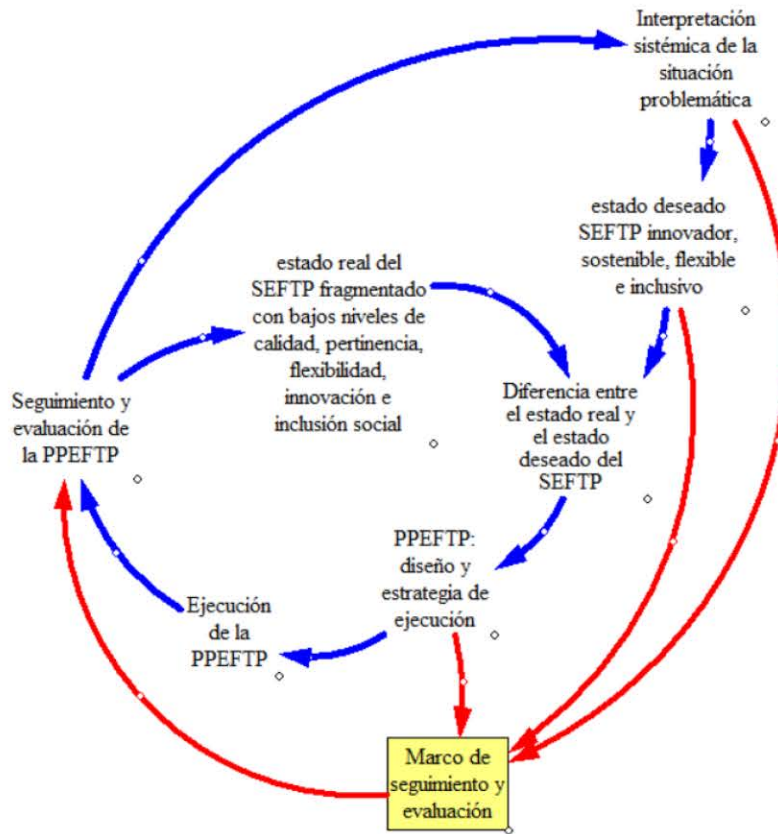 Interpretación
sistémica de la
situación
problemática
estado deseado
SEFTP innovador,
sostenible, flexible
e inclusivo
estado real del
SEFTP fragmentado
con bajos niveles de
calidad, pertinencia,
flexibilidad,
innovación e
inclusión social
Diferencia entre
el estado real y
el estado
deseado del
SEFTP
Seguimiento y
evaluación de
la PPEFTP
PPEFTP:
diseño y
estrategia de
ejecución
Ejecución
de la
PPEFTP
Marco de
seguimiento y
evaluación